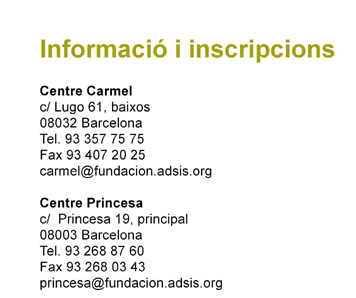 Informació i inscripcions
Centre Carmel
c/ Lugo 61, baixos
08032 Barcelona
Tel. 93 357 75 75
Fax 93 407 20 25
carmel@fundacion.adsis.org
Centre Princesa
c/  Princesa 19, principal
08003 Barcelona
Tel. 93 268 87 60
Fax 93 268 03 43
princesa@fundacion.adsis.org